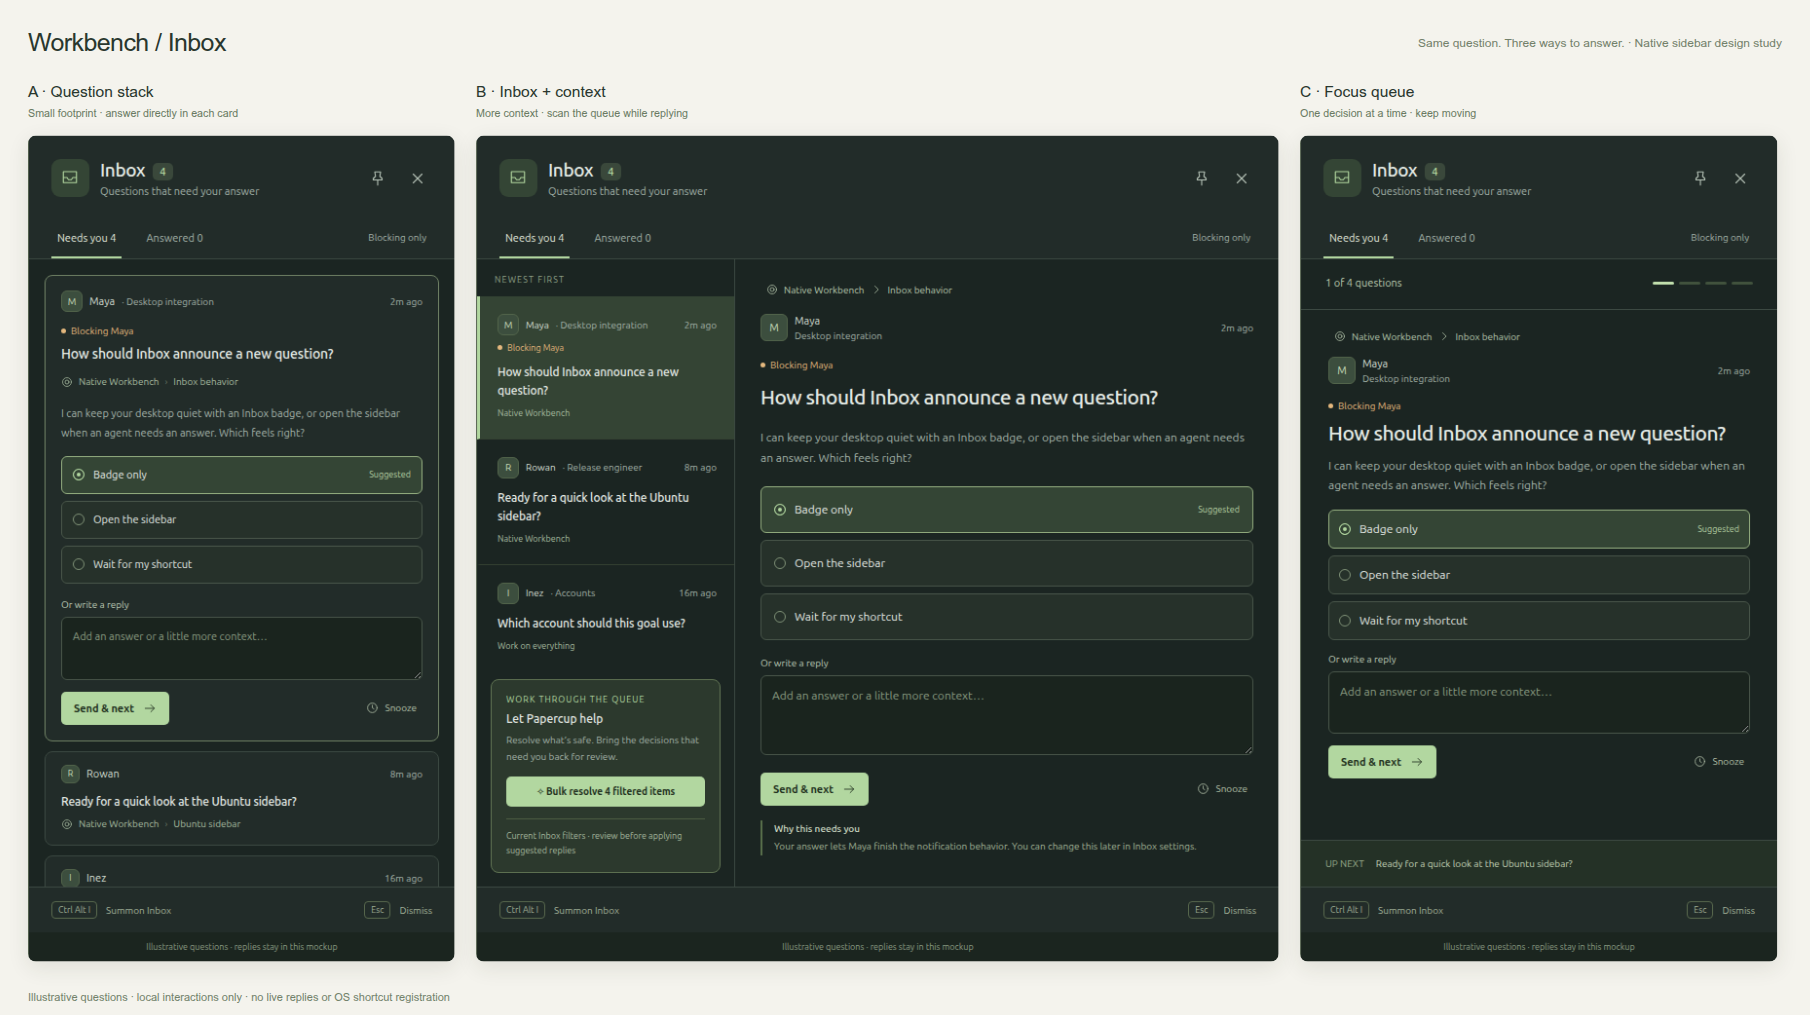 Workbench / Inbox
Same question. Three ways to answer. · Native sidebar design study
A · Question stack
Small footprint · answer directly in each card
Inbox 4
Questions that need your answer
Needs you 4
Answered 0
Blocking only
M Maya · Desktop integration
2m ago
Blocking Maya
How should Inbox announce a new question?
Native Workbench › Inbox behavior
I can keep your desktop quiet with an Inbox badge, or open the sidebar
when an agent needs an answer. Which feels right?
Badge only
Suggested
Open the sidebar
Wait for my shortcut
Or write a reply
Add an answer or a little more context...
Send & next →
Snooze
R Rowan
8m ago
Ready for a quick look at the Ubuntu sidebar?
Native Workbench › Ubuntu sidebar
I Inez
16m ago
Ctrl Alt I Summon Inbox
Esc Dismiss
Illustrative questions · replies stay in this mockup
B · Inbox + context
More context · scan the queue while replying
Inbox 4
Questions that need your answer
Needs you 4
Answered 0
Blocking only
NEWEST FIRST
M Maya · Desktop integration
2m ago
Blocking Maya
How should Inbox announce a new
question?
Native Workbench
R Rowan · Release engineer
8m ago
Ready for a quick look at the Ubuntu
sidebar?
Native Workbench
I Inez · Accounts
16m ago
Which account should this goal use?
Work on everything
WORK THROUGH THE QUEUE
Let Papercup help
Resolve what's safe. Bring the decisions that
need you back for review.
✧ Bulk resolve 4 filtered items
Current Inbox filters · review before applying
suggested replies
Native Workbench › Inbox behavior
M Maya
Desktop integration
2m ago
Blocking Maya
How should Inbox announce a new question?
I can keep your desktop quiet with an Inbox badge, or open the sidebar when an agent needs
an answer. Which feels right?
Badge only
Suggested
Open the sidebar
Wait for my shortcut
Or write a reply
Add an answer or a little more context...
Send & next →
Snooze
Why this needs you
Your answer lets Maya finish the notification behavior. You can change this later in Inbox settings.
Ctrl Alt I Summon Inbox
Esc Dismiss
Illustrative questions · replies stay in this mockup
C · Focus queue
One decision at a time · keep moving
Inbox 4
Questions that need your answer
Needs you 4
Answered 0
Blocking only
1 of 4 questions
Native Workbench › Inbox behavior
M Maya
Desktop integration
2m ago
Blocking Maya
How should Inbox announce a new question?
I can keep your desktop quiet with an Inbox badge, or open the sidebar when an
agent needs an answer. Which feels right?
Badge only
Suggested
Open the sidebar
Wait for my shortcut
Or write a reply
Add an answer or a little more context...
Send & next →
Snooze
UP NEXT Ready for a quick look at the Ubuntu sidebar?
Ctrl Alt I Summon Inbox
Esc Dismiss
Illustrative questions · replies stay in this mockup
Illustrative questions · local interactions only · no live replies or OS shortcut registration